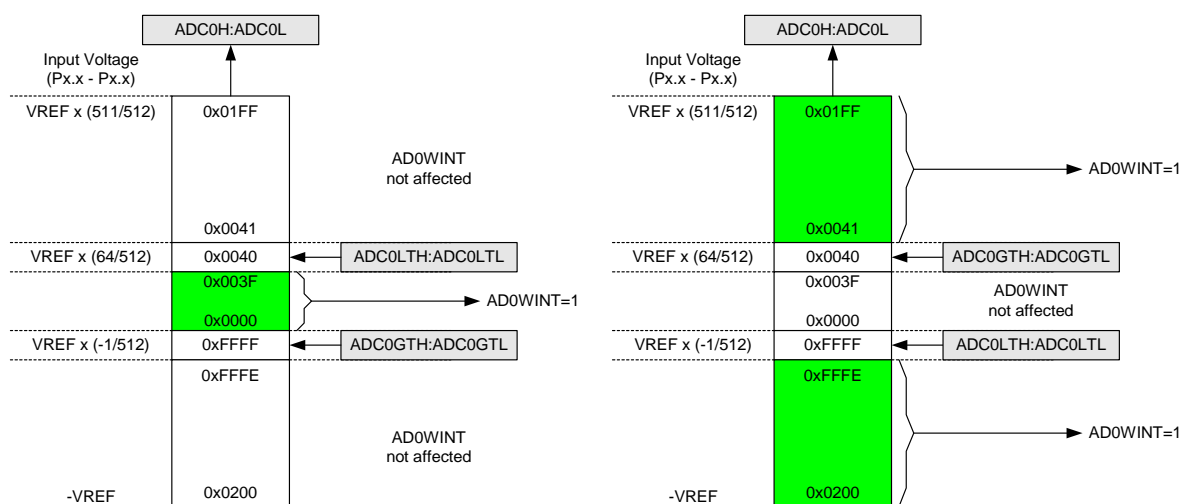 ADC0H:ADC0L
Input Voltage
(Px.x - Px.x)
VREF x (511/512)
0x01FF
AD0WINT
not affected
0x0041
VREF x (64/512)
0x0040
ADC0LTH:ADC0LTL
0x003F
AD0WINT=1
0x0000
VREF x (-1/512)
0xFFFF
ADC0GTH:ADC0GTL
0xFFFE
AD0WINT
not affected
-VREF
0x0200
ADC0H:ADC0L
Input Voltage
(Px.x - Px.x)
VREF x (511/512)
0x01FF
AD0WINT=1
0x0041
VREF x (64/512)
0x0040
ADC0GTH:ADC0GTL
0x003F
AD0WINT
not affected
0x0000
VREF x (-1/512)
0xFFFF
ADC0LTH:ADC0LTL
0xFFFE
AD0WINT=1
-VREF
0x0200